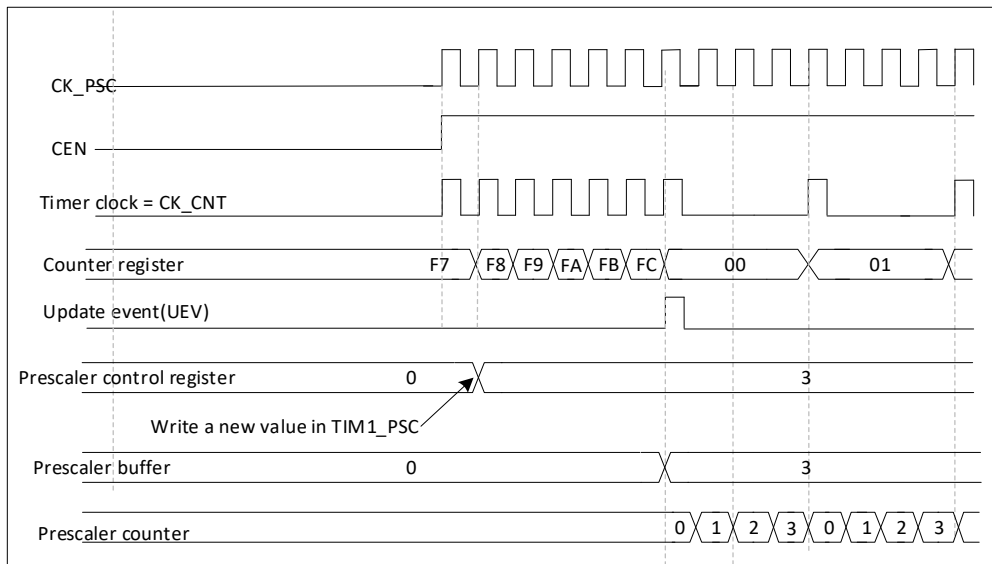 CK_PSC
CEN
Timer clock = CK_CNT
Counter register F7 F8 F9 FA FB FC 00 01
Update event(UEV)
Prescaler control register 0 3
Write a new value in TIM1_PSC
Prescaler buffer 0 3
Prescaler counter 0 1 2 3 0 1 2 3